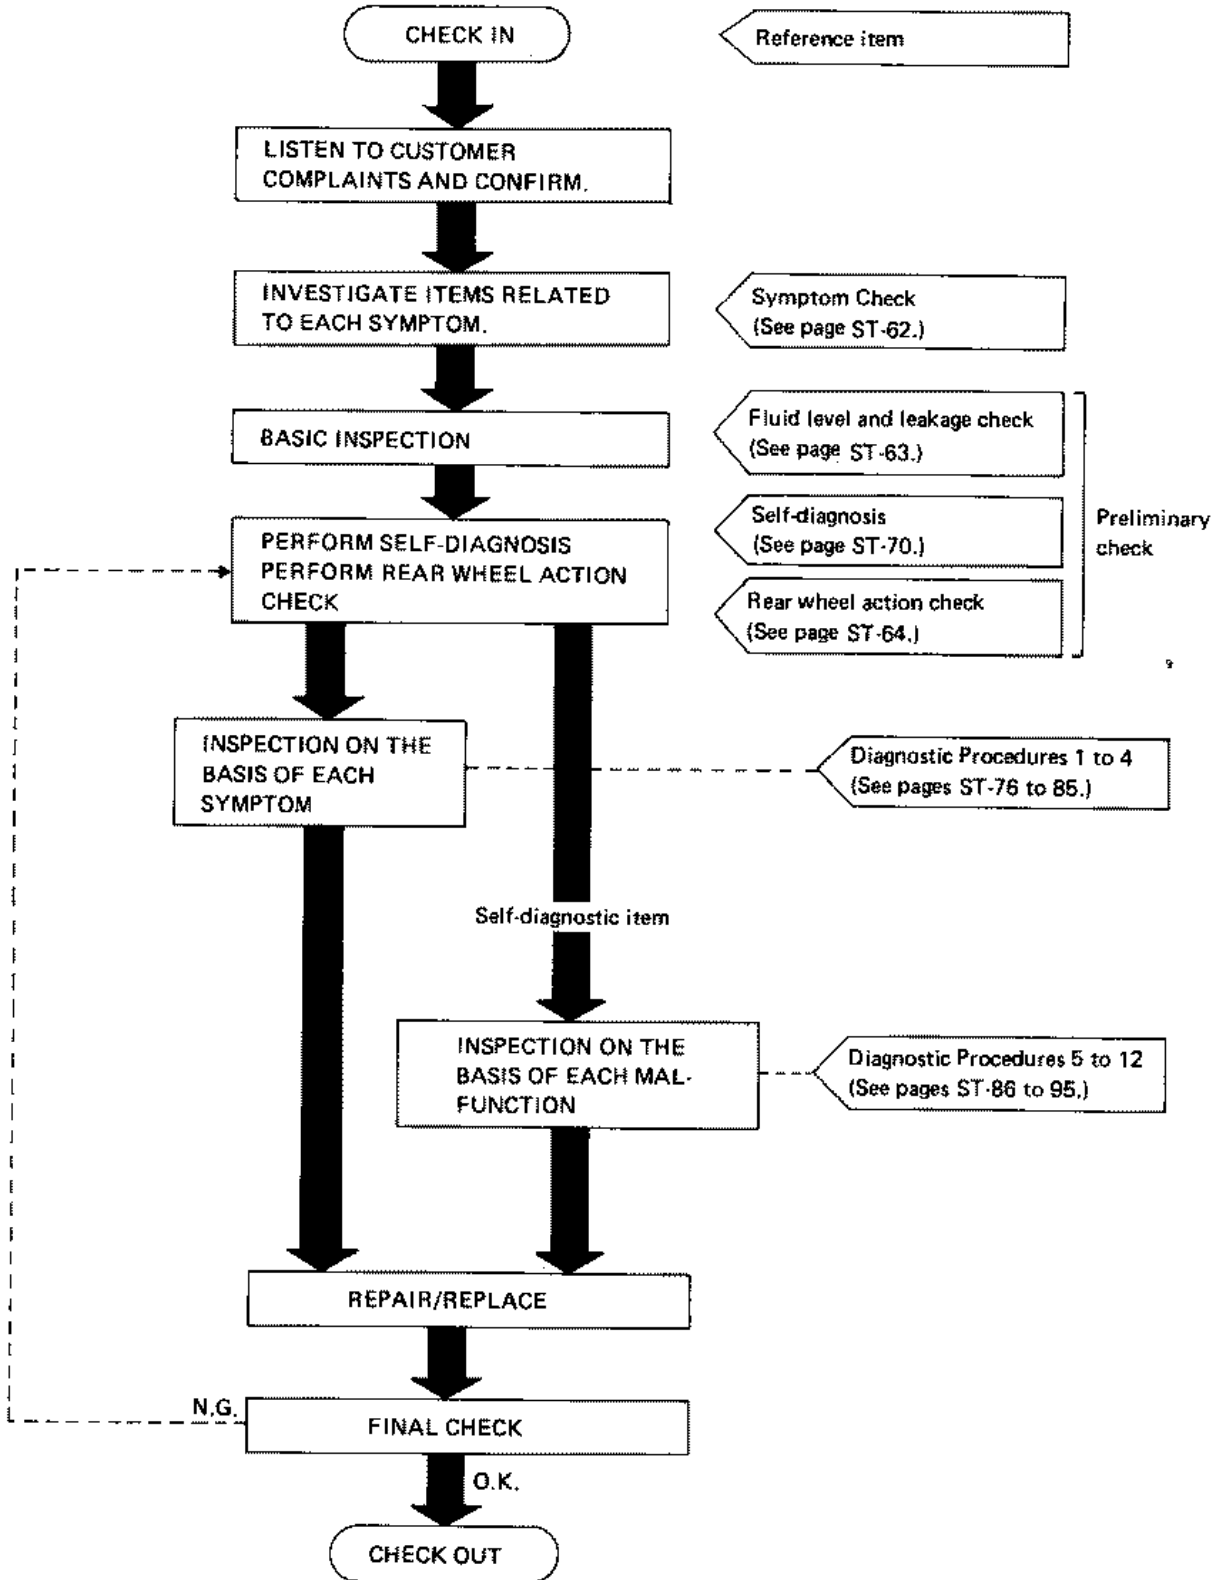 CHECK IN
Reference item
LISTEN TO CUSTOMER
COMPLAINTS AND CONFIRM.
INVESTIGATE ITEMS RELATED
TO EACH SYMPTOM.
Symptom Check
(See page ST-62.)
BASIC INSPECTION
Fluid level and leakage check
(See page ST-63.)
PERFORM SELF-DIAGNOSIS
PERFORM REAR WHEEL ACTION
CHECK
Self-diagnosis
(See page ST-70.)
Rear wheel action check
(See page ST-64.)
Preliminary
check
INSPECTION ON THE
BASIS OF EACH
SYMPTOM
Diagnostic Procedures 1 to 4
(See pages ST-76 to 85.)
Self-diagnostic item
INSPECTION ON THE
BASIS OF EACH MAL-
FUNCTION
Diagnostic Procedures 5 to 12
(See pages ST-86 to 95.)
REPAIR/REPLACE
N.G.
FINAL CHECK
O.K.
CHECK OUT